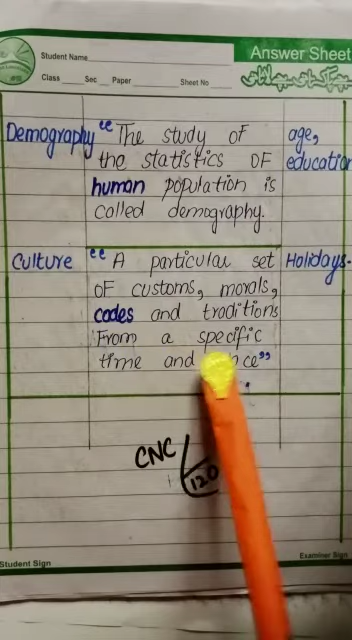 Answer Sheet
Student Name
Class Sec Paper Sheet No
Demography “The study of age,
the statistics of education
human population is
called demography.
Culture “A particular set Holidays.
of customs, morals,
codes and traditions
From a specific
time and
CNC
120
Student Sign Examiner Sign